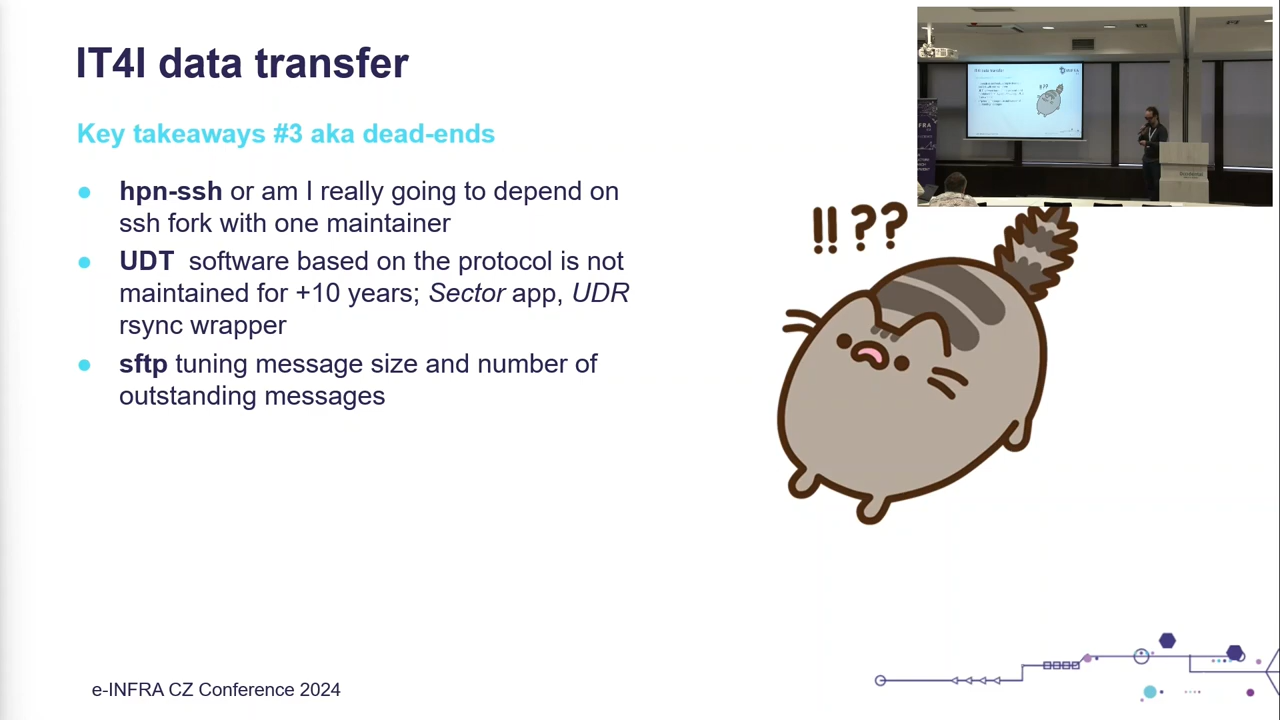 IT4I data transfer
Key takeaways #3 aka dead-ends
hpn-ssh or am I really going to depend on
ssh fork with one maintainer
UDT software based on the protocol is not
maintained for +10 years; Sector app, UDR
rsync wrapper
sftp tuning message size and number of
outstanding messages
!! ??
e-INFRA CZ Conference 2024